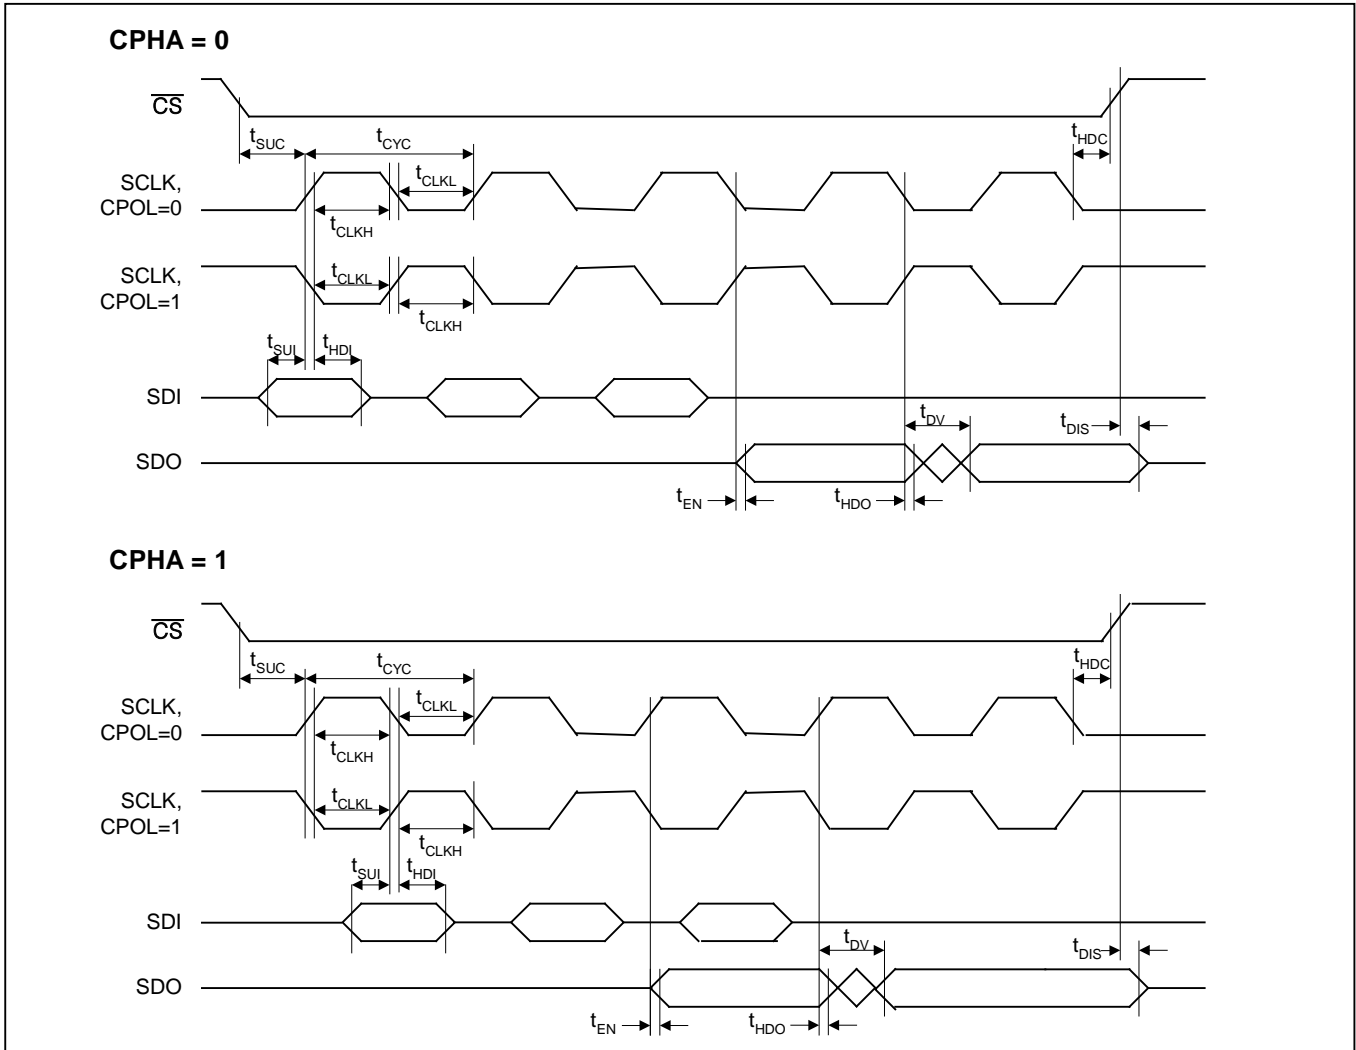 CPHA = 0
CS
tSUC
tCYC
tHDC
tCLKL
SCLK,
CPOL=0
tCLKH
SCLK,
CPOL=1
tCLKL
tCLKH
tSUI
tHDI
SDI
tDV
tDIS
SDO
tEN
tHDO
CPHA = 1
CS
tSUC
tCYC
tHDC
tCLKL
SCLK,
CPOL=0
tCLKH
SCLK,
CPOL=1
tCLKL
tCLKH
tSUI
tHDI
SDI
tDV
tDIS
SDO
tEN
tHDO